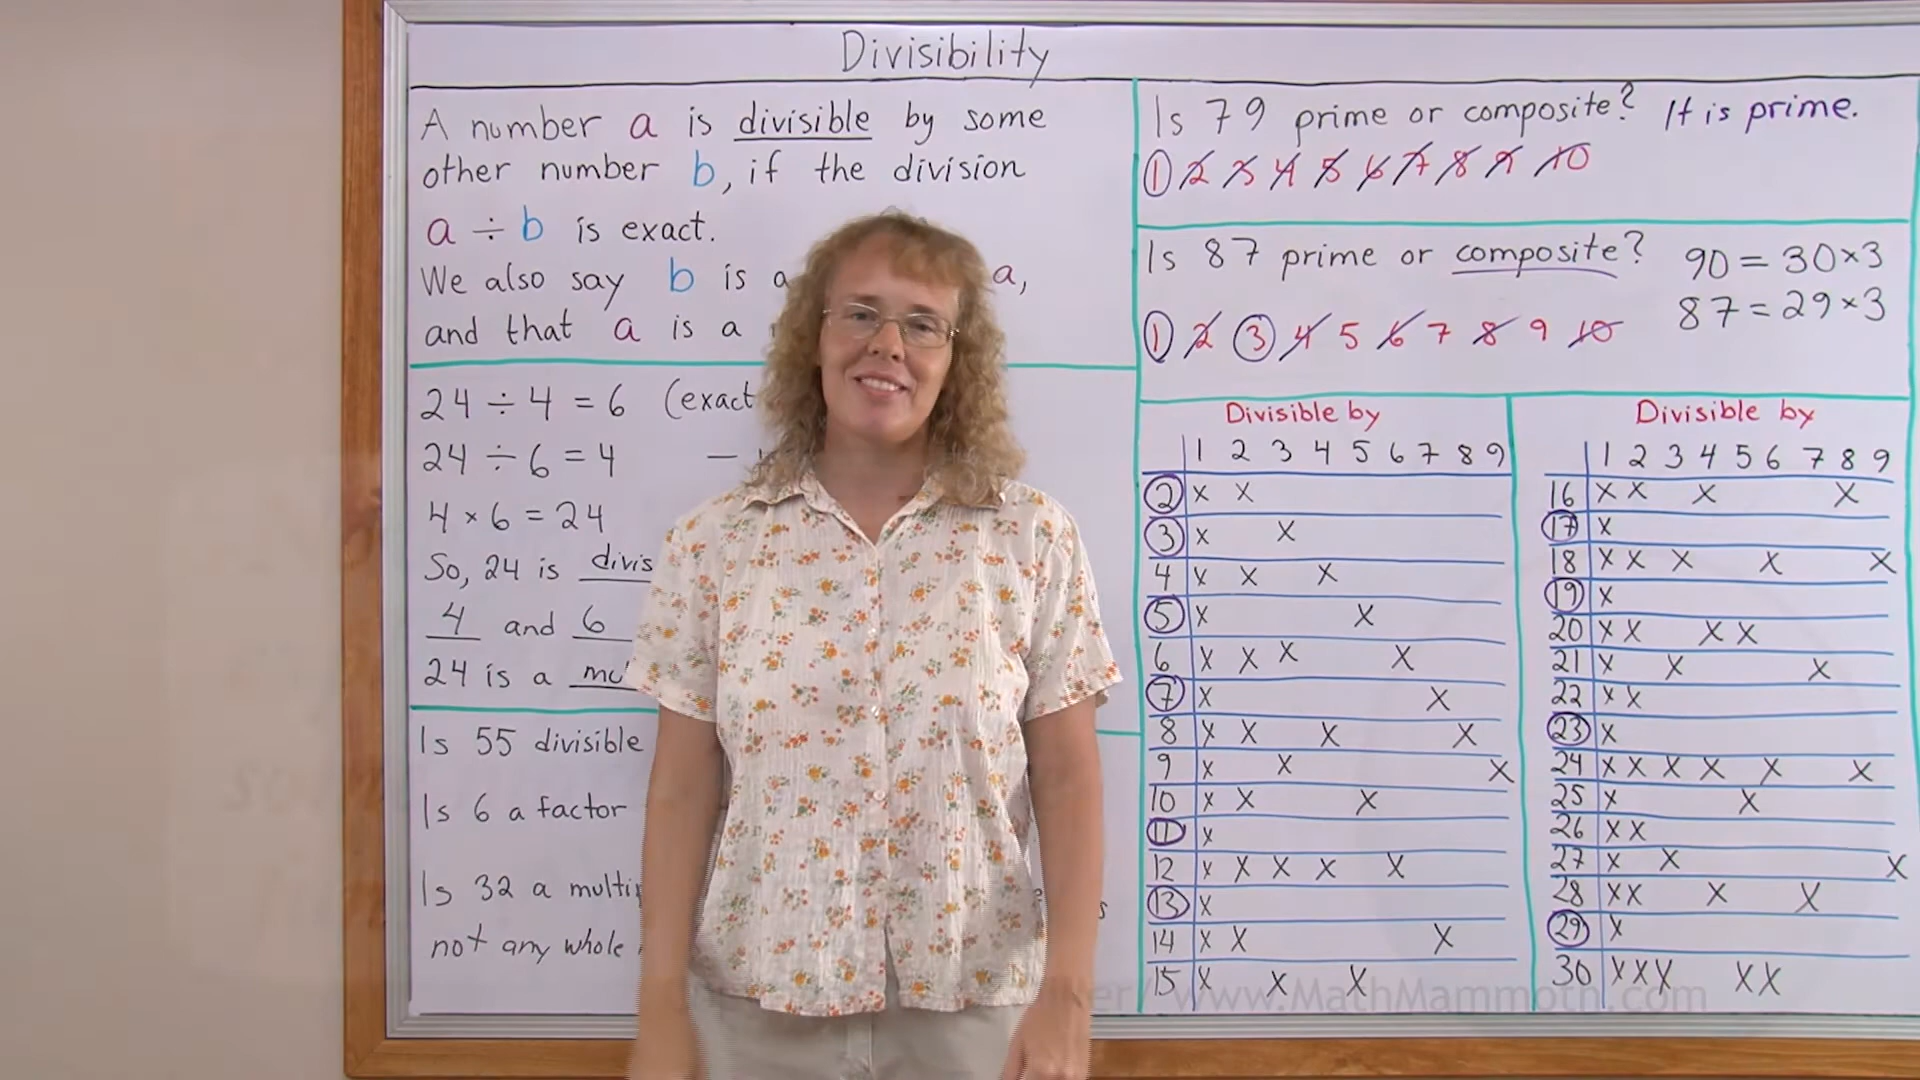 Divisibility
A number a is divisible by some
other number b, if the division
a ÷ b is exact.
We also say b is a a,
and that a is a
24 ÷ 4 = 6 (exact
24 ÷ 6 = 4 —
4 × 6 = 24
So, 24 is divis
4 and 6
24 is a mu
Is 55 divisible
Is 6 a factor
Is 32 a multi
not any whole
Is 79 prime or composite? It is prime.
1 2 3 4 5 6 7 8 9 10
Is 87 prime or composite?
90 = 30 × 3
87 = 29 × 3
1 2 3 4 5 6 7 8 9 10
Divisible by
1 2 3 4 5 6 7 8 9
2 x x
3 x x
4 x x x
5 x x
6 x x x x
7 x x
8 x x x x
9 x x x
10 x x x
11 x
12 x x x x x
13 x
14 x x x
15 x x x
Divisible by
1 2 3 4 5 6 7 8 9
16 x x x x
17 x
18 x x x x x
19 x
20 x x x x
21 x x x
22 x x
23 x
24 x x x x x x
25 x x
26 x x
27 x x x
28 x x x x
29 x
30 x x x x x
www.MathMammoth.com